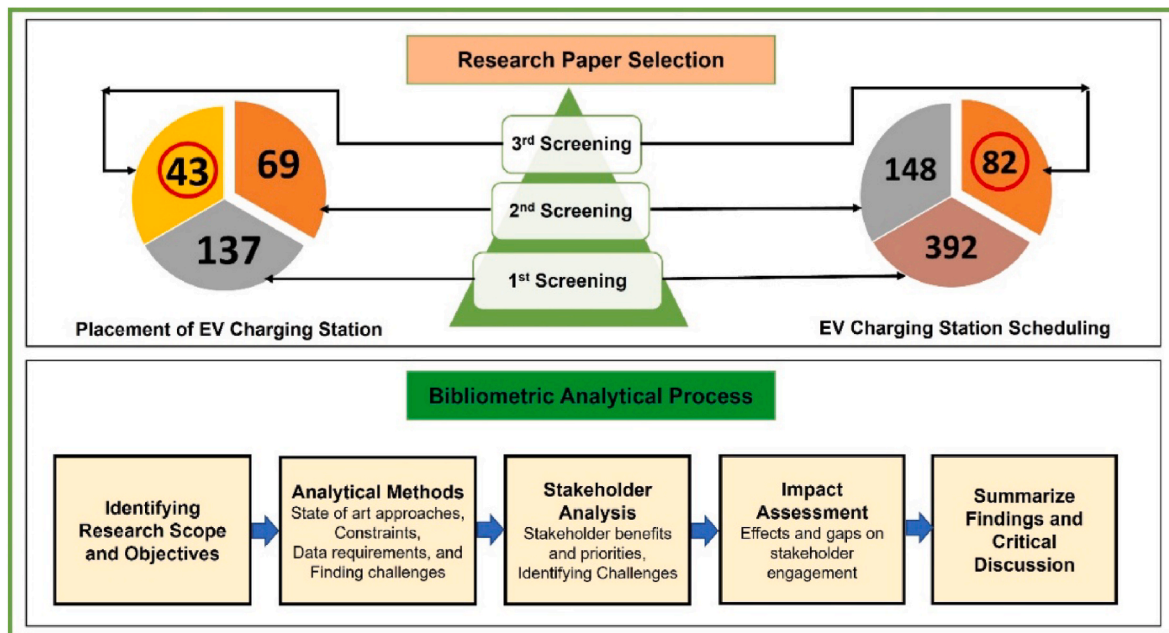 Research Paper Selection
3rd Screening
2nd Screening
1st Screening
43
69
137
Placement of EV Charging Station
148
82
392
EV Charging Station Scheduling
Bibliometric Analytical Process
Identifying
Research Scope
and Objectives
Analytical Methods
State of art approaches,
Constraints,
Data requirements, and
Finding challenges
Stakeholder
Analysis
Stakeholder benefits
and priorities,
Identifying Challenges
Impact
Assessment
Effects and gaps on
stakeholder
engagement
Summarize
Findings and
Critical
Discussion